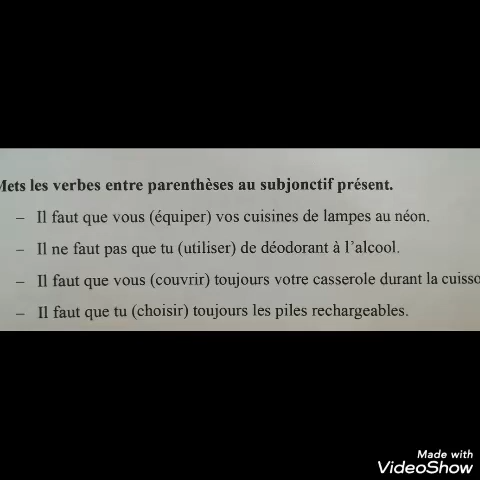 Mets les verbes entre parenthèses au subjonctif présent.
– Il faut que vous (équiper) vos cuisines de lampes au néon.
– Il ne faut pas que tu (utiliser) de déodorant à l'alcool.
– Il faut que vous (couvrir) toujours votre casserole durant la
– Il faut que tu (choisir) toujours les piles rechargeables.
Made with
VideoShow